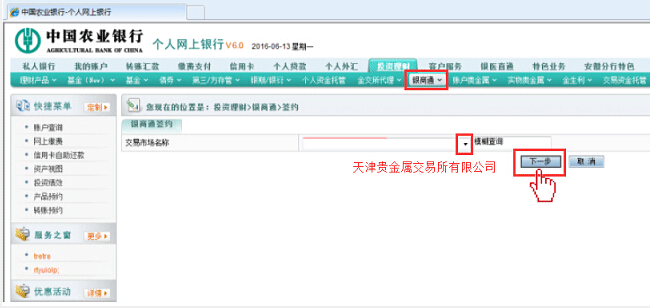 中国农业银行-个人网上银行
中国农业银行
AGRICULTURAL BANK OF CHINA
个人网上银行 V6.0 2016-06-13 星期一
私人银行 我的账户 转账汇款 缴费支付 信用卡 个人贷款 个人外汇 投资理财 客户服务 银医直通 特色业务 安徽分行特色
理财产品 基金(New) 基金 债券 第三方存管 银期/银衍 个人资金托管 金交所代理 银商通 账户贵金属 实物贵金属 金生利 交易资金托管
快捷菜单 定制
您现在的位置是：投资理财>银商通>签约
账户查询
网上缴费
信用卡自动还款
资产视图
投资绩效
产品预约
转账预约
银商通签约
交易市场名称 模糊查询
天津贵金属交易所有限公司
下一步 取 消
服务之窗 更多
tretre
优惠活动 详情